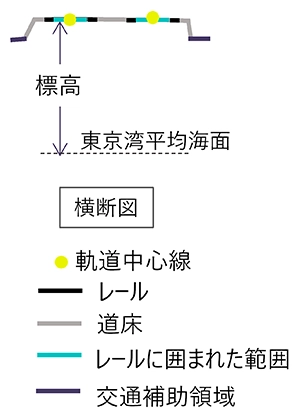 標高
東京湾平均海面
横断図
軌道中心線
レール
道床
レールに囲まれた範囲
交通補助領域